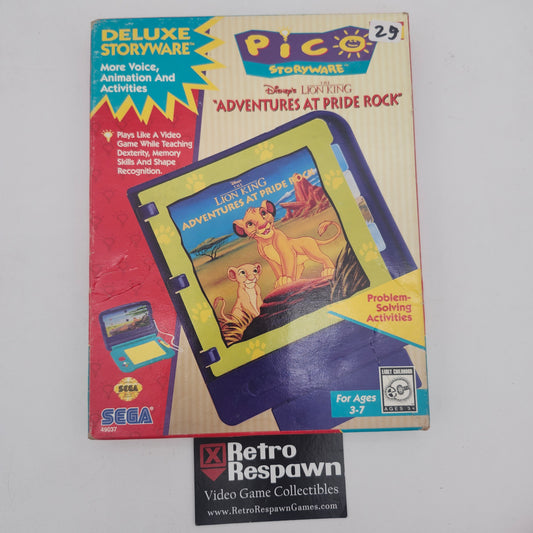 DELUXE
STORYWARE™
More Voice,
Animation And
Activities
Plays Like A Video
Game While Teaching
Dexterity, Memory
Skills And Shape
Recognition.
PICO
STORYWARE™
29
Disney's THE LION KING
"ADVENTURES AT PRIDE ROCK"
Disney's
THE
LION KING
ADVENTURES AT PRIDE ROCK
Problem-
Solving
Activities
For Ages
3-7
EARLY CHILDHOOD
AGES 3+
SEGA
SEGA
49037
Retro
Respawn
Video Game Collectibles
www.RetroRespawnGames.com